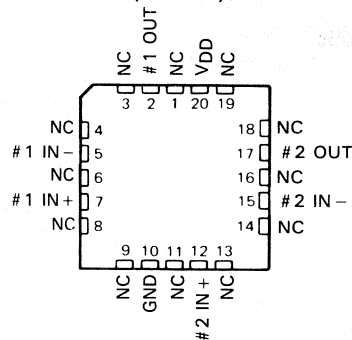 NC #1 OUT NC VDD NC
3 2 1 20 19
NC 4 18 NC
#1 IN- 5 17 #2 OUT
NC 6 16 NC
#1 IN+ 7 15 #2 IN-
NC 8 14 NC
9 10 11 12 13
NC GND NC #2 IN+ NC